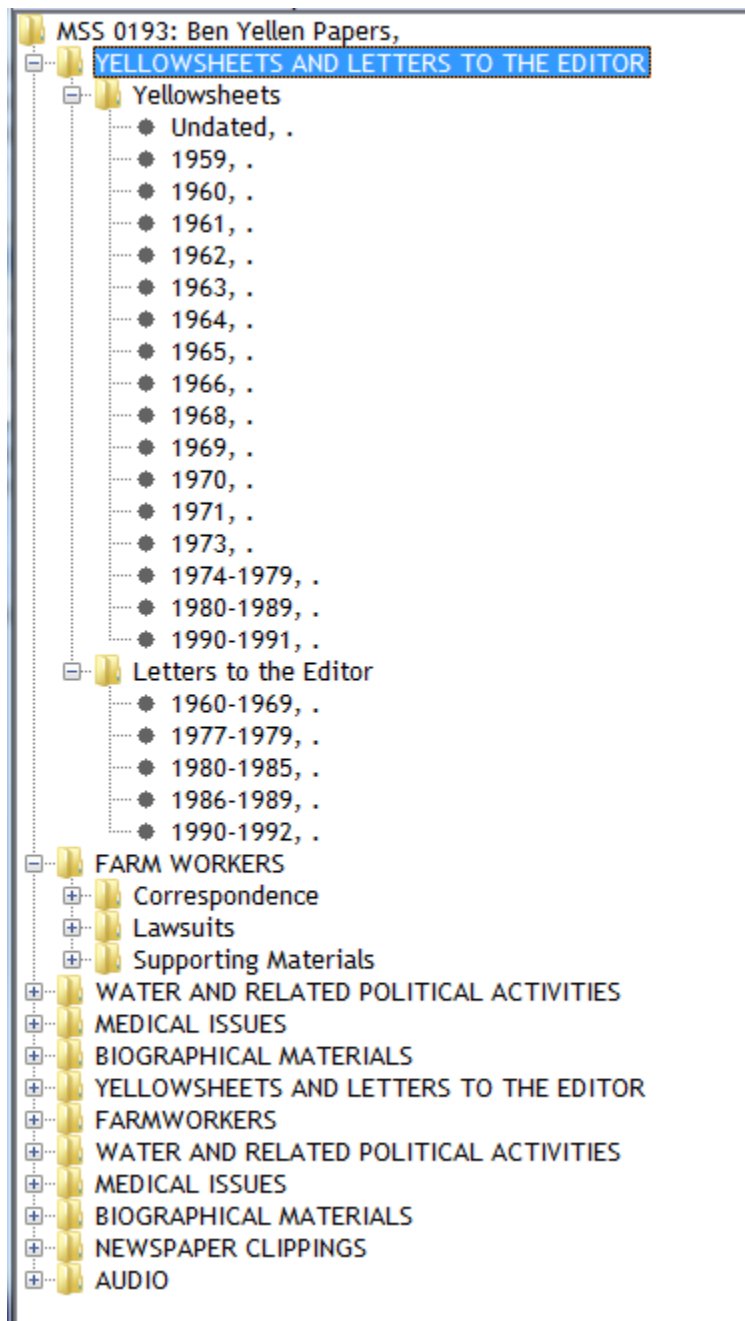 MSS 0193: Ben Yellen Papers,
YELLOWSHEETS AND LETTERS TO THE EDITOR
Yellowsheets
Undated, .
1959, .
1960, .
1961, .
1962, .
1963, .
1964, .
1965, .
1966, .
1968, .
1969, .
1970, .
1971, .
1973, .
1974-1979, .
1980-1989, .
1990-1991, .
Letters to the Editor
1960-1969, .
1977-1979, .
1980-1985, .
1986-1989, .
1990-1992, .
FARM WORKERS
Correspondence
Lawsuits
Supporting Materials
WATER AND RELATED POLITICAL ACTIVITIES
MEDICAL ISSUES
BIOGRAPHICAL MATERIALS
YELLOWSHEETS AND LETTERS TO THE EDITOR
FARMWORKERS
WATER AND RELATED POLITICAL ACTIVITIES
MEDICAL ISSUES
BIOGRAPHICAL MATERIALS
NEWSPAPER CLIPPINGS
AUDIO